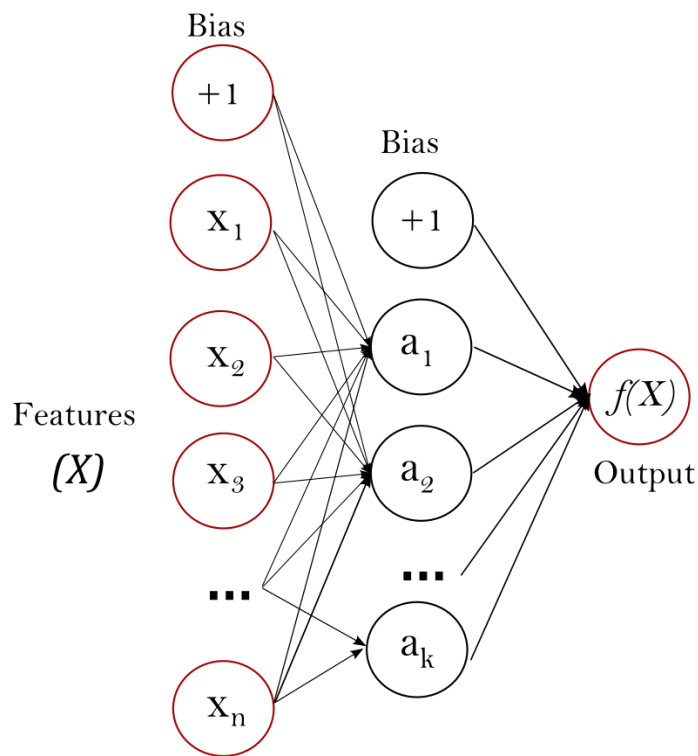 Bias
+1
x1
x2
x3
...
xn
Features
(X)
Bias
+1
a1
a2
...
ak
f(X)
Output